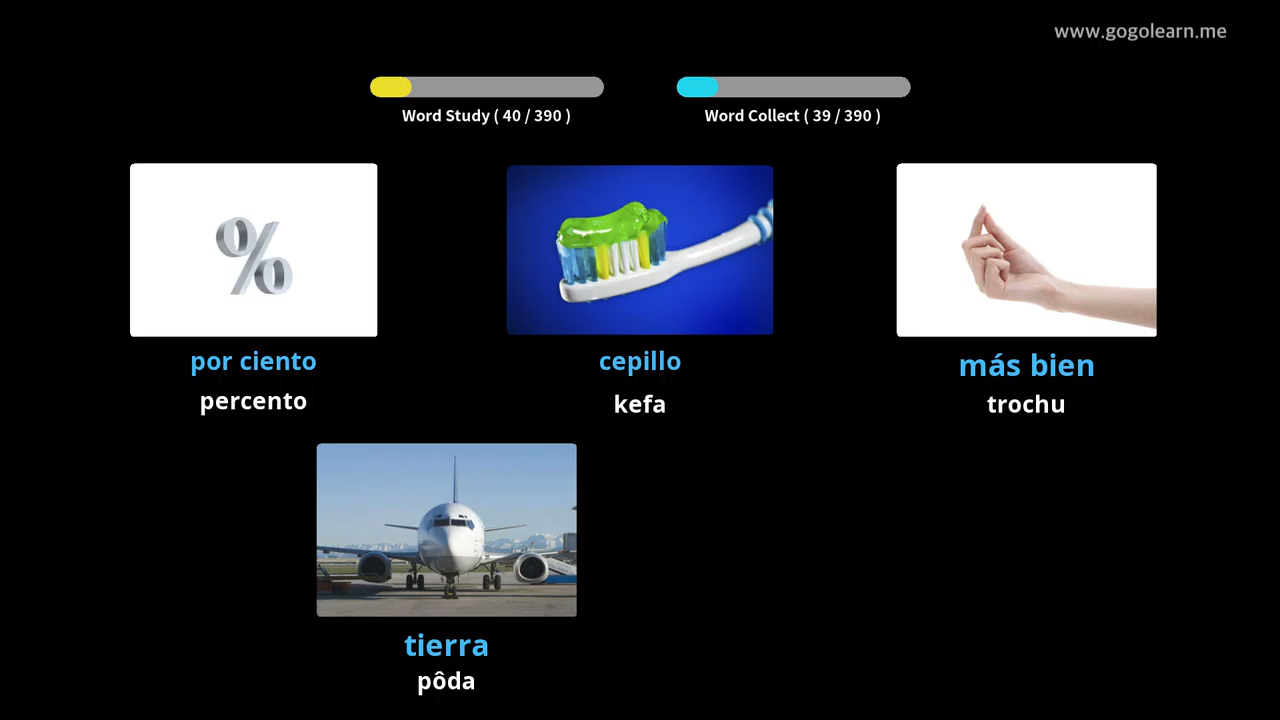 www.gogolearn.me
Word Study ( 40 / 390 )
Word Collect ( 39 / 390 )
%
por ciento
percento
cepillo
kefa
más bien
trochu
tierra
pôda